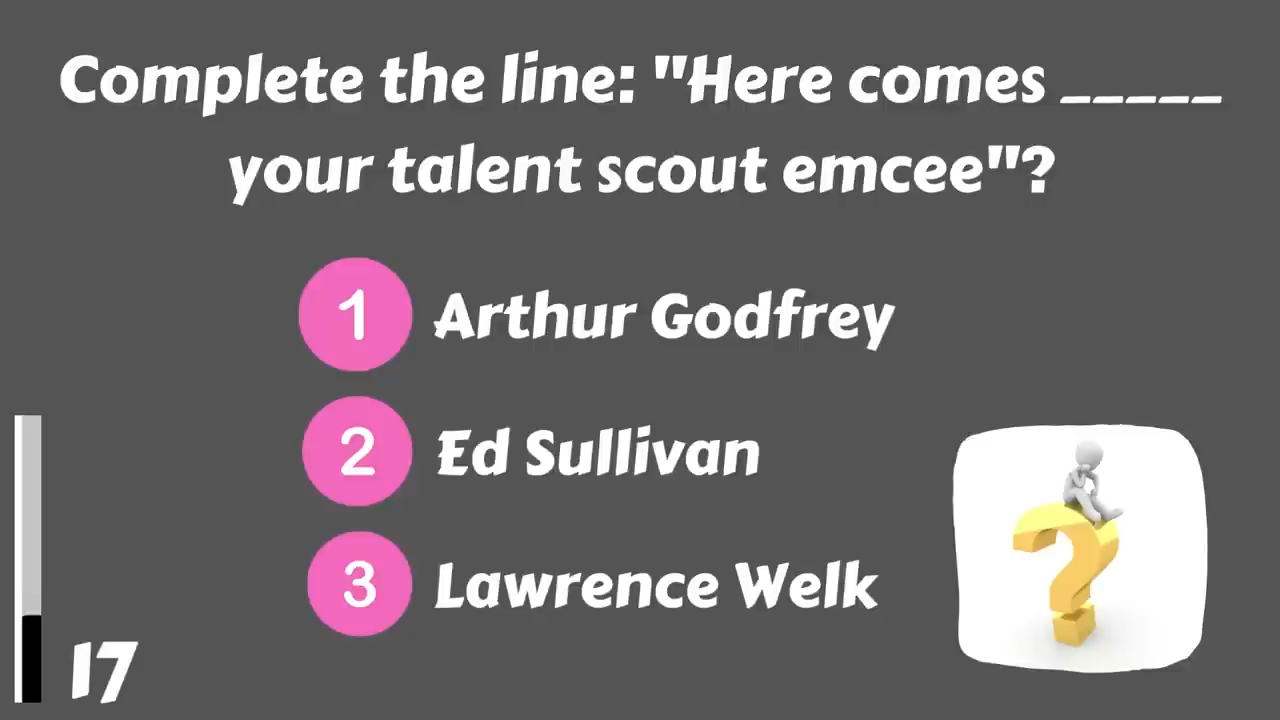 Complete the line: "Here comes _____
your talent scout emcee"?
1 Arthur Godfrey
2 Ed Sullivan
3 Lawrence Welk
17